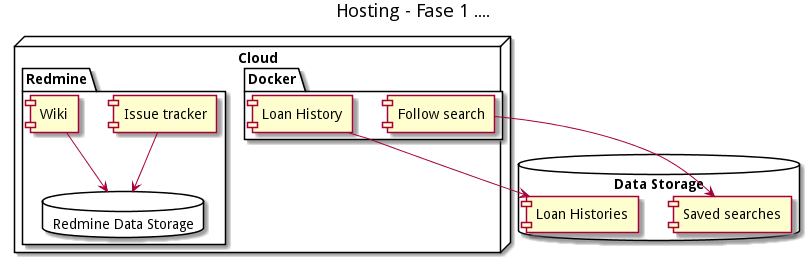 Hosting - Fase 1 ....
Cloud
Redmine
Docker
Wiki
Issue tracker
Loan History
Follow search
Redmine Data Storage
Data Storage
Loan Histories
Saved searches